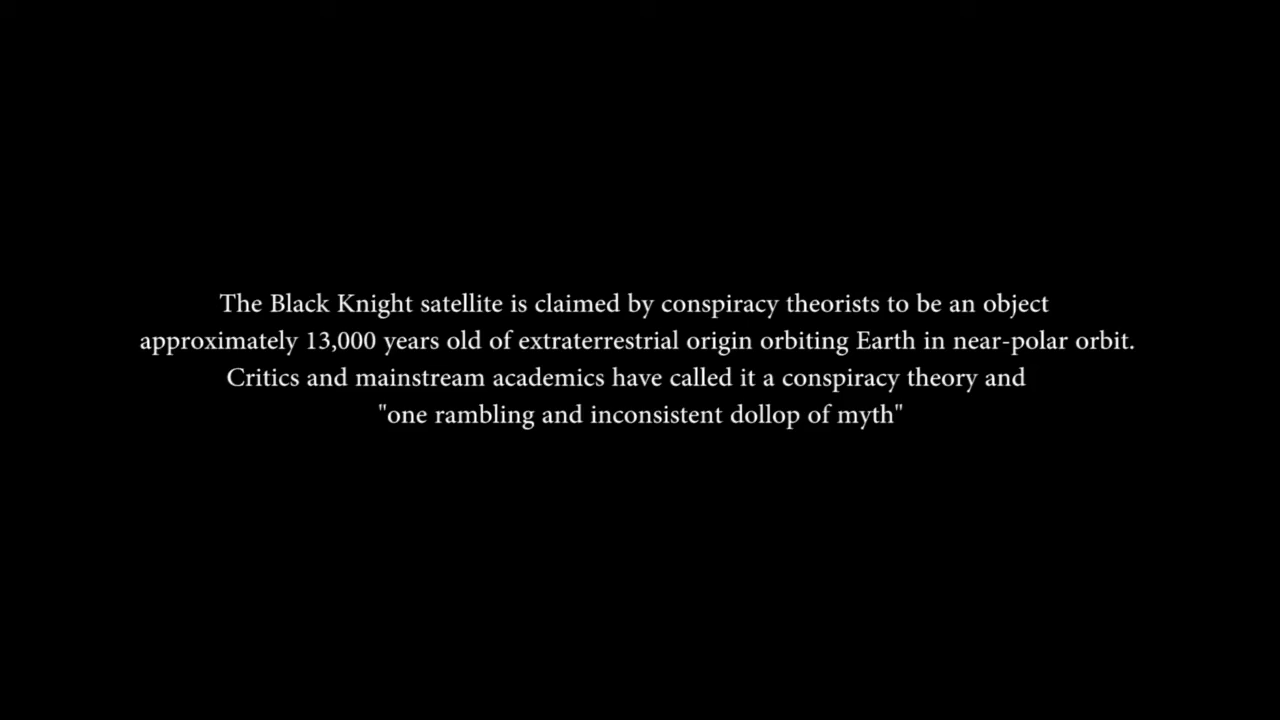 The Black Knight satellite is claimed by conspiracy theorists to be an object
approximately 13,000 years old of extraterrestrial origin orbiting Earth in near-polar orbit.
Critics and mainstream academics have called it a conspiracy theory and
"one rambling and inconsistent dollop of myth"